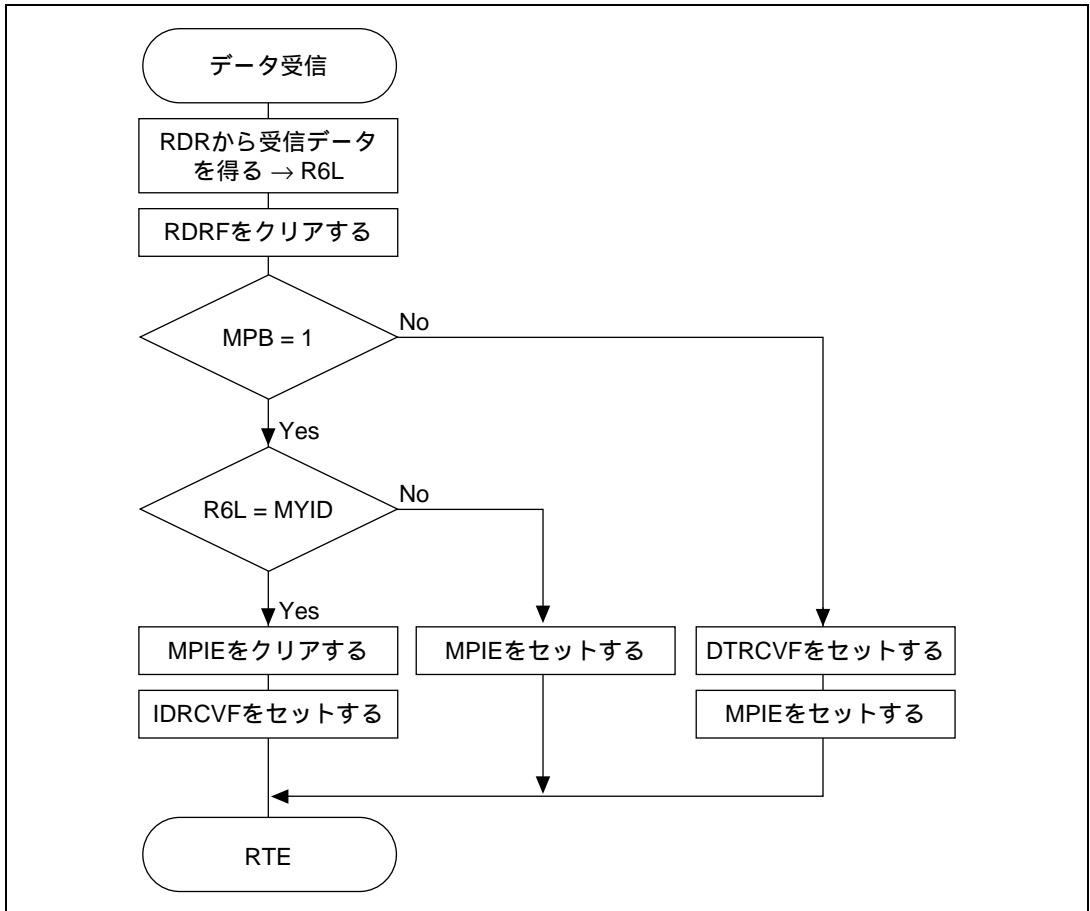 データ受信
RDRから受信データ
を得る → R6L
RDRFをクリアする
MPB = 1
No
Yes
R6L = MYID
No
Yes
MPIEをクリアする
MPIEをセットする
DTRCVFをセットする
IDRCVFをセットする
MPIEをセットする
RTE